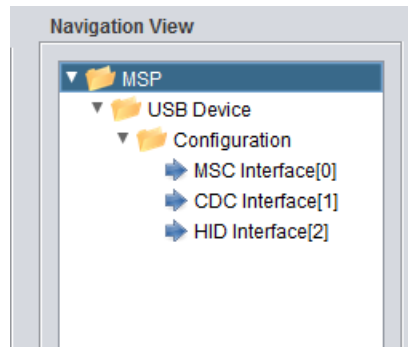 Navigation View
MSP
USB Device
Configuration
MSC Interface[0]
CDC Interface[1]
HID Interface[2]